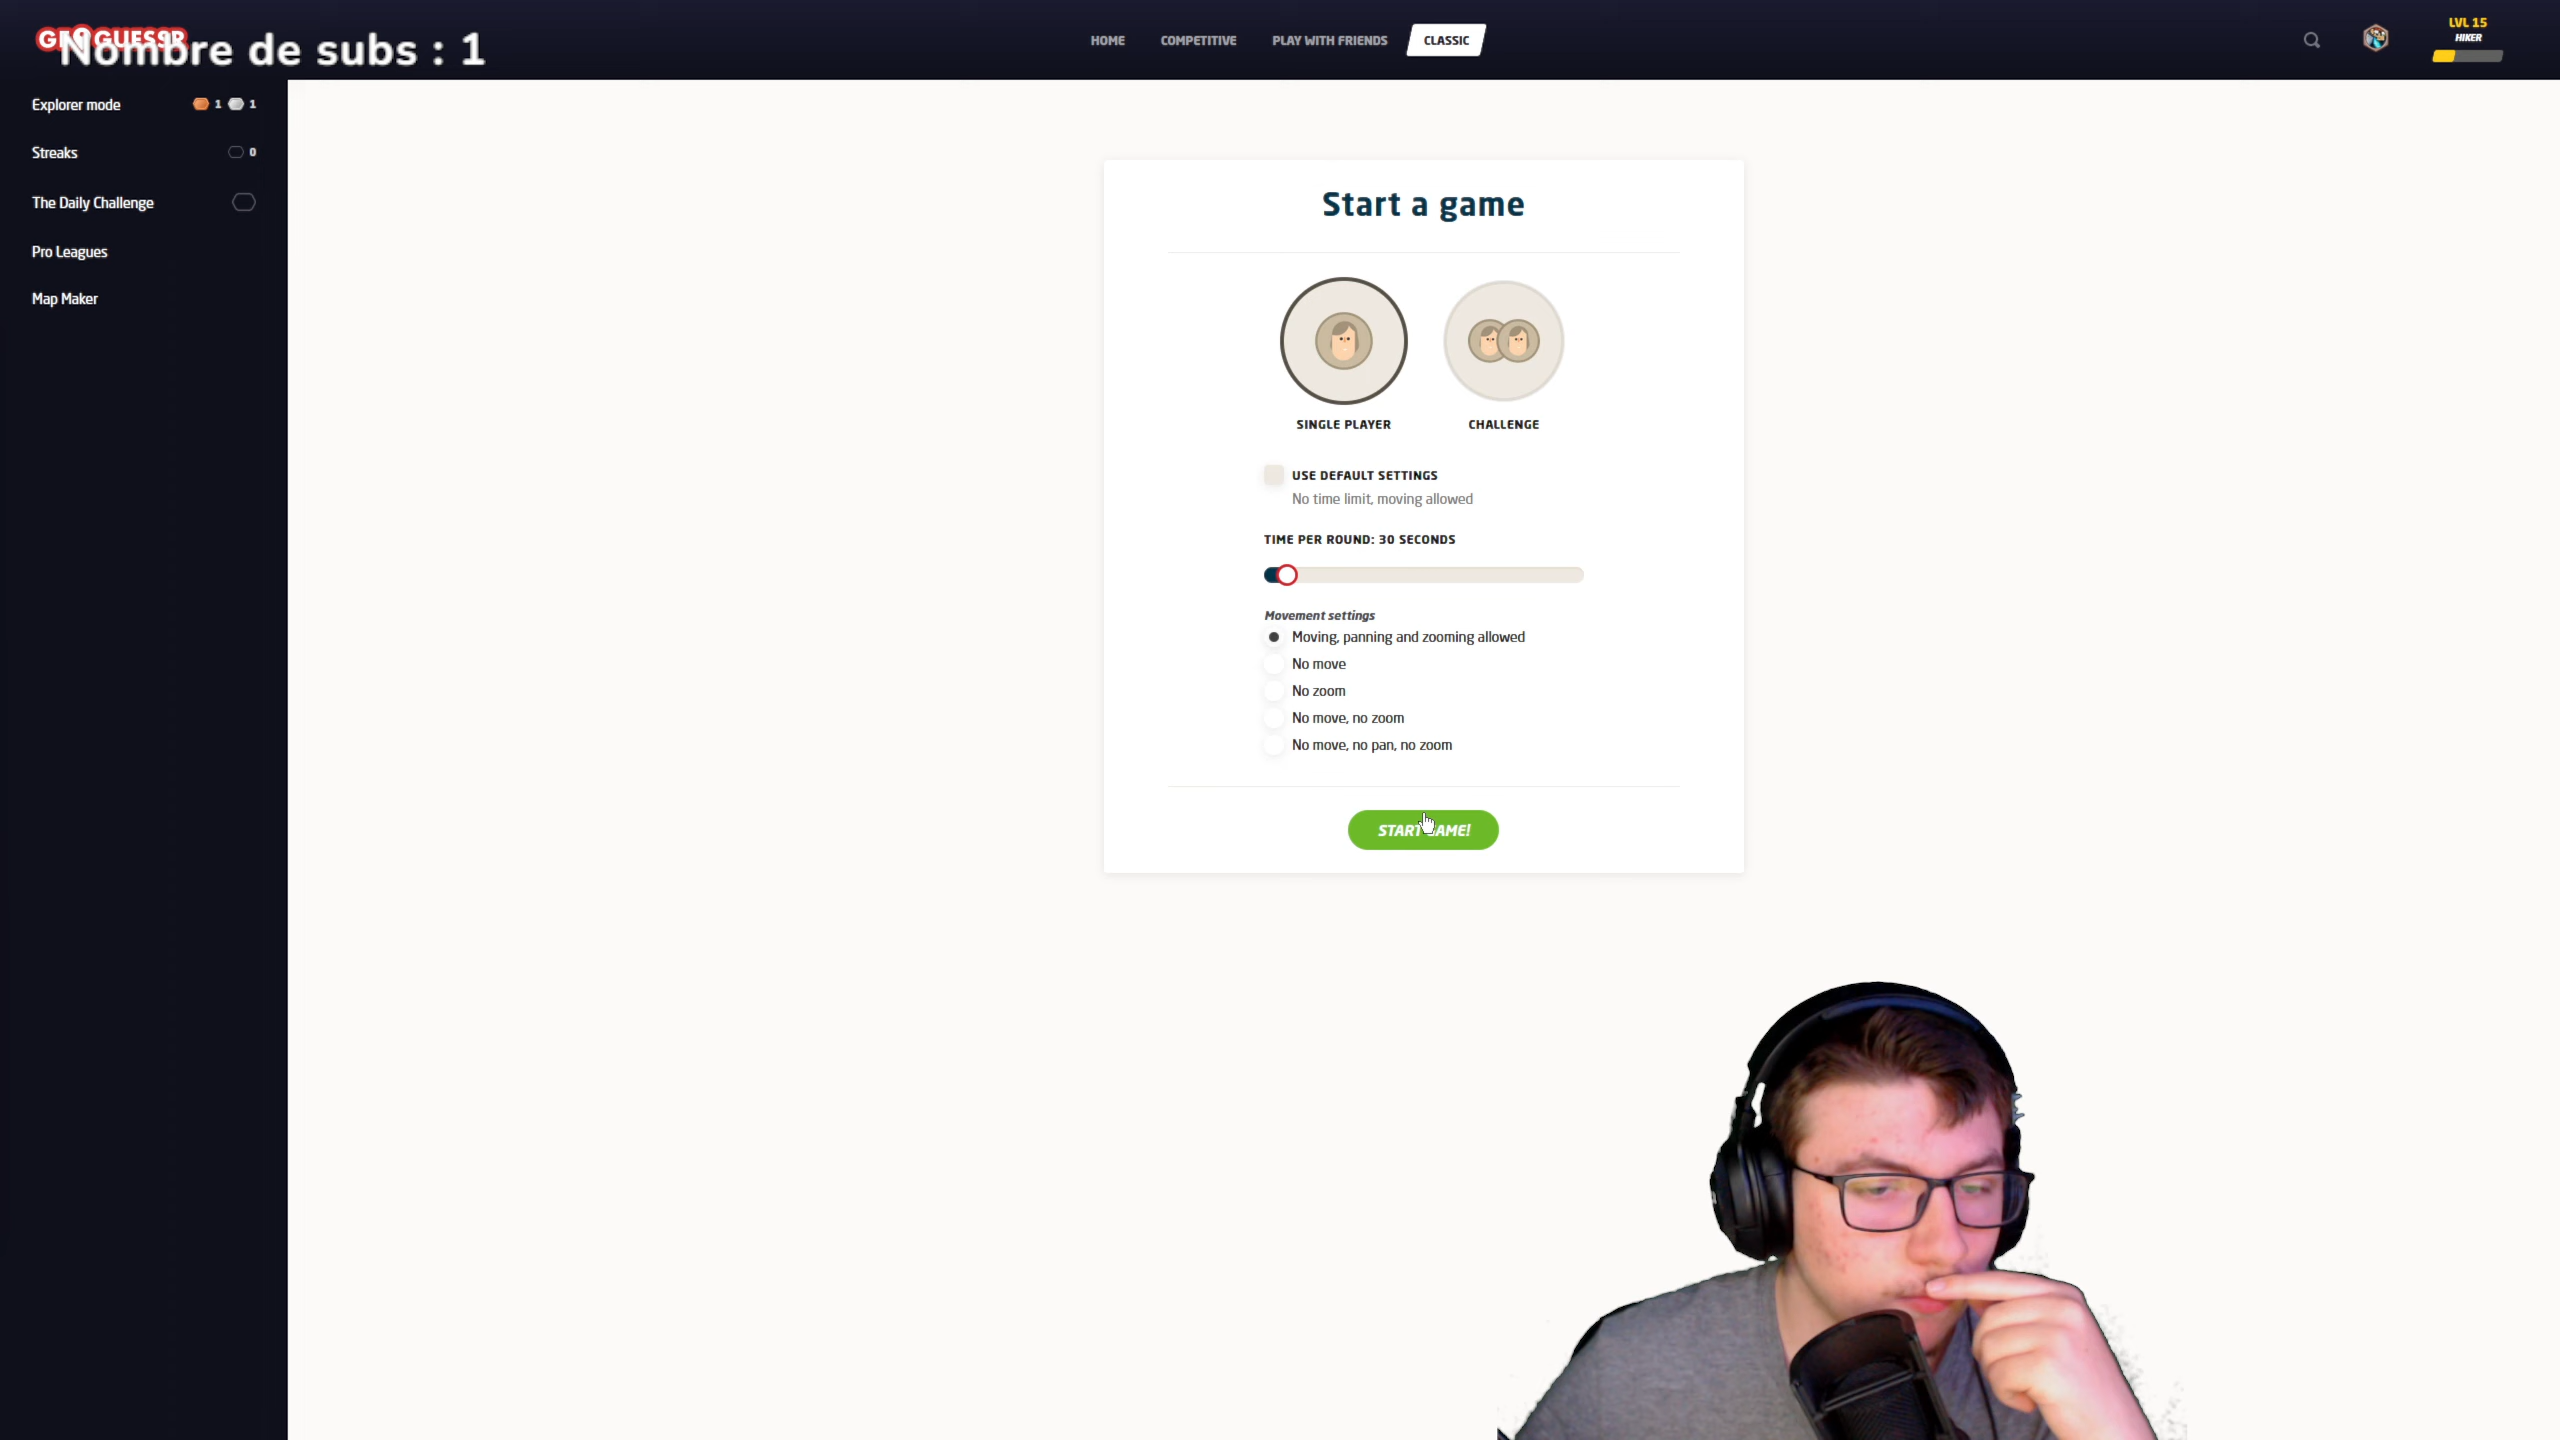 GEOGUESSR
Nombre de subs : 1
HOME COMPETITIVE PLAY WITH FRIENDS CLASSIC
LVL 15
HIKER
Explorer mode 1 1
Streaks 0
The Daily Challenge
Pro Leagues
Map Maker
Start a game
SINGLE PLAYER CHALLENGE
USE DEFAULT SETTINGS
No time limit, moving allowed
TIME PER ROUND: 30 SECONDS
Movement settings
Moving, panning and zooming allowed
No move
No zoom
No move, no zoom
No move, no pan, no zoom
START GAME!